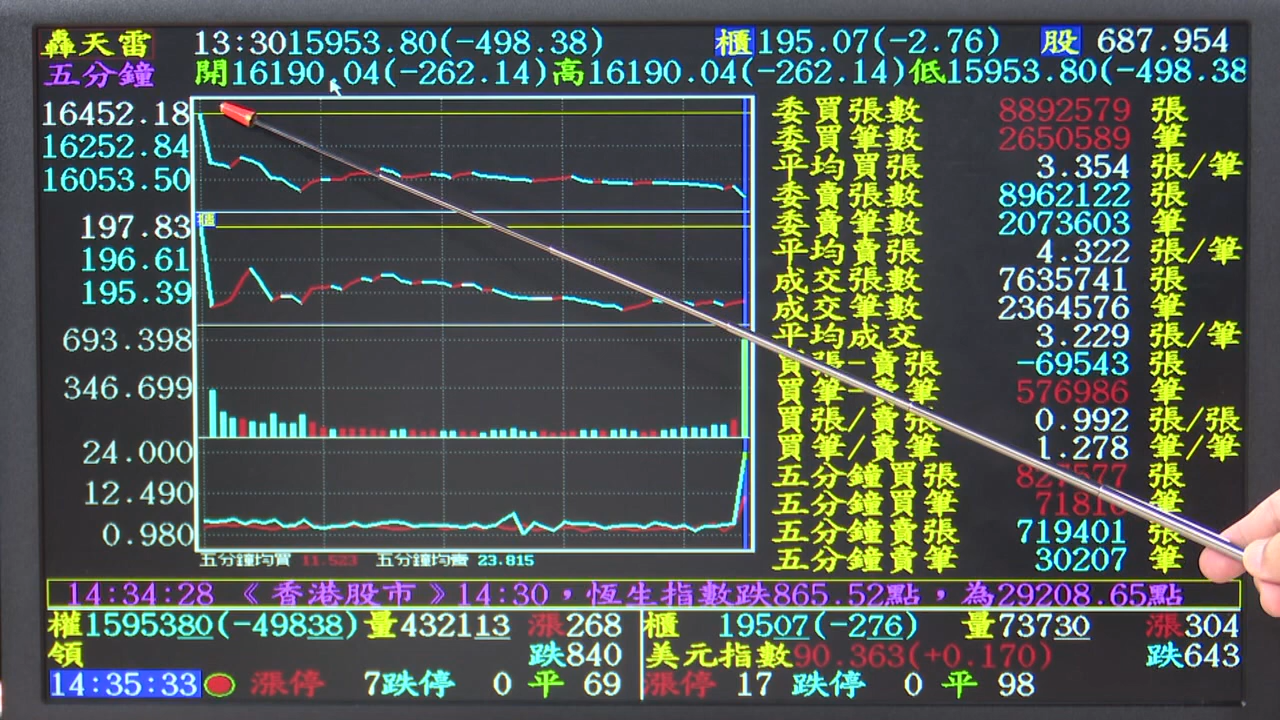 轟天雷 13:30 15953.80(-498.38) 櫃 195.07(-2.76) 股 687.954
五分鐘 開16190.04(-262.14) 高16190.04(-262.14) 低15953.80(-498.38
16452.18
16252.84
16053.50
櫃
197.83
196.61
195.39
693.398
346.699
24.000
12.490
0.980
五分鐘均買 11.523 五分鐘均賣 23.815
委買張數 8892579 張
委買筆數 2650589 筆
平均買張 3.354 張/筆
委賣張數 8962122 張
委賣筆數 2073603 筆
平均賣張 4.322 張/筆
成交張數 7635741 張
成交筆數 2364576 筆
平均成交 3.229 張/筆
買張-賣張 -69543 張
買筆-賣筆 576986 筆
買張/賣張 0.992 張/張
買筆/賣筆 1.278 筆/筆
五分鐘買張 827577 張
五分鐘買筆 7181 筆
五分鐘賣張 719401 張
五分鐘賣筆 30207 筆
14:34:28 《香港股市》14:30，恆生指數跌865.52點，為29208.65點
權1595380(-49838) 量43211 13 漲268 櫃 19507(-276) 量73730 漲304
領 跌840 美元指數90.363(+0.170) 跌643
14:35:33 漲停 7 跌停 0 平 69 漲停 17 跌停 0 平 98